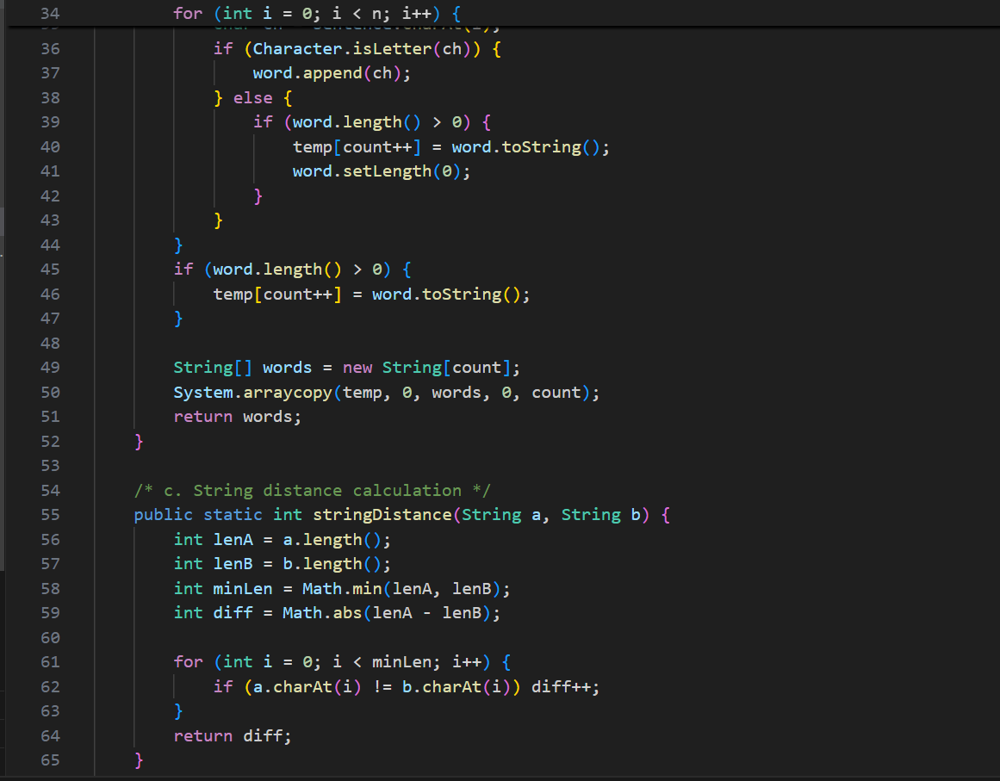 34 for (int i = 0; i < n; i++) {
36 if (Character.isLetter(ch)) {
37 word.append(ch);
38 } else {
39 if (word.length() > 0) {
40 temp[count++] = word.toString();
41 word.setLength(0);
42 }
43 }
44 }
45 if (word.length() > 0) {
46 temp[count++] = word.toString();
47 }
48
49 String[] words = new String[count];
50 System.arraycopy(temp, 0, words, 0, count);
51 return words;
52 }
53
54 /* c. String distance calculation */
55 public static int stringDistance(String a, String b) {
56 int lenA = a.length();
57 int lenB = b.length();
58 int minLen = Math.min(lenA, lenB);
59 int diff = Math.abs(lenA - lenB);
60
61 for (int i = 0; i < minLen; i++) {
62 if (a.charAt(i) != b.charAt(i)) diff++;
63 }
64 return diff;
65 }